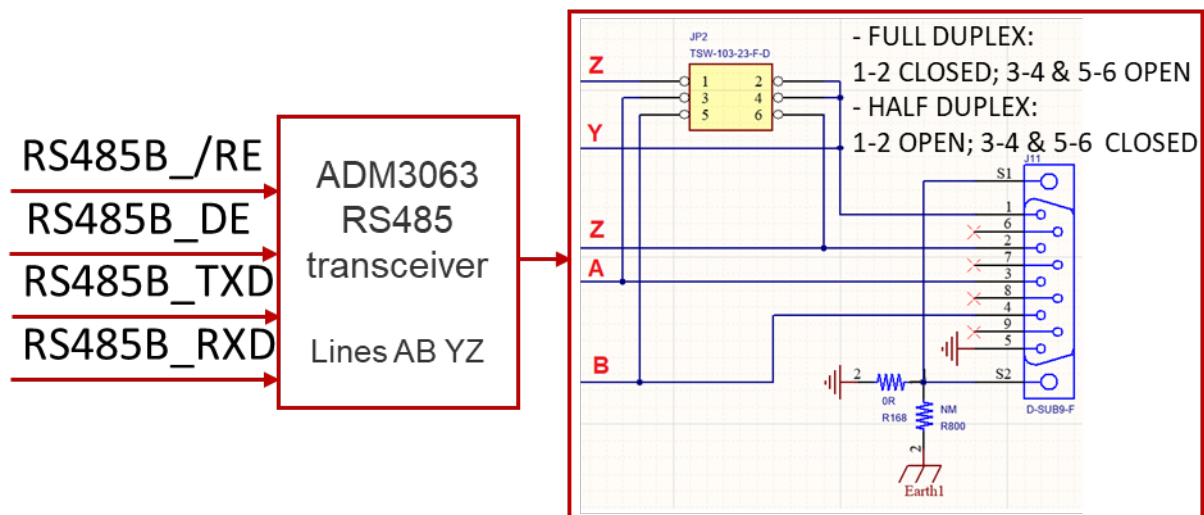 RS485B_/RE
RS485B_DE
RS485B_TXD
RS485B_RXD
ADM3063
RS485
transceiver
Lines AB YZ
JP2
TSW-103-23-F-D
Z
1 2
3 4
5 6
Y
Z
A
B
- FULL DUPLEX:
1-2 CLOSED; 3-4 & 5-6 OPEN
- HALF DUPLEX:
1-2 OPEN; 3-4 & 5-6 CLOSED
J11
S1
1
6
2
7
3
8
4
9
5
S2
D-SUB9-F
2
1
0R
R168
NM
R800
2
Earth1